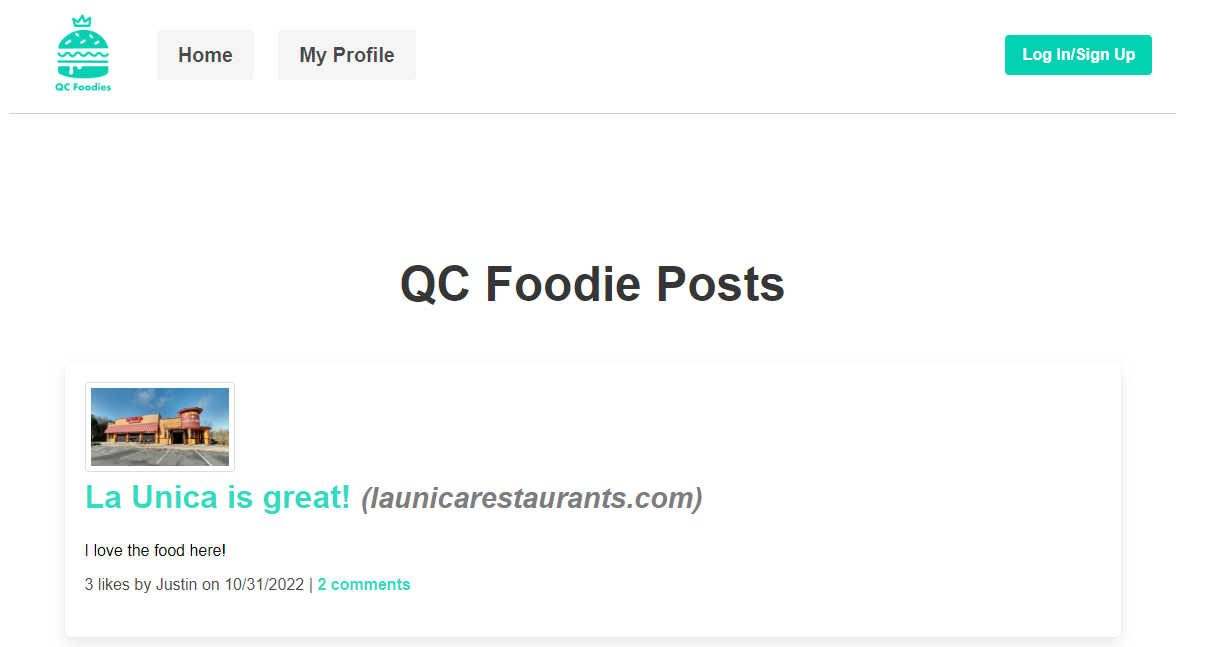 QC Foodies
Home
My Profile
Log In/Sign Up
QC Foodie Posts
La Unica is great! (launicarestaurants.com)
I love the food here!
3 likes by Justin on 10/31/2022 | 2 comments